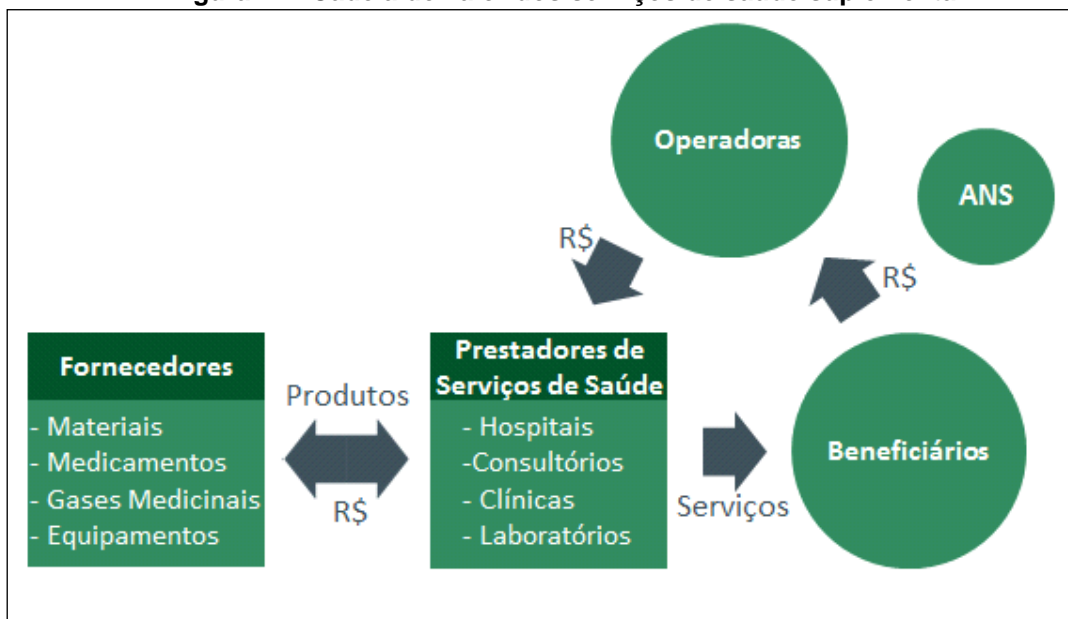 Operadoras
ANS
R$
R$
Fornecedores
- Materiais
- Medicamentos
- Gases Medicinais
- Equipamentos
Produtos
R$
Prestadores de
Serviços de Saúde
- Hospitais
-Consultórios
- Clínicas
- Laboratórios
Serviços
Beneficiários